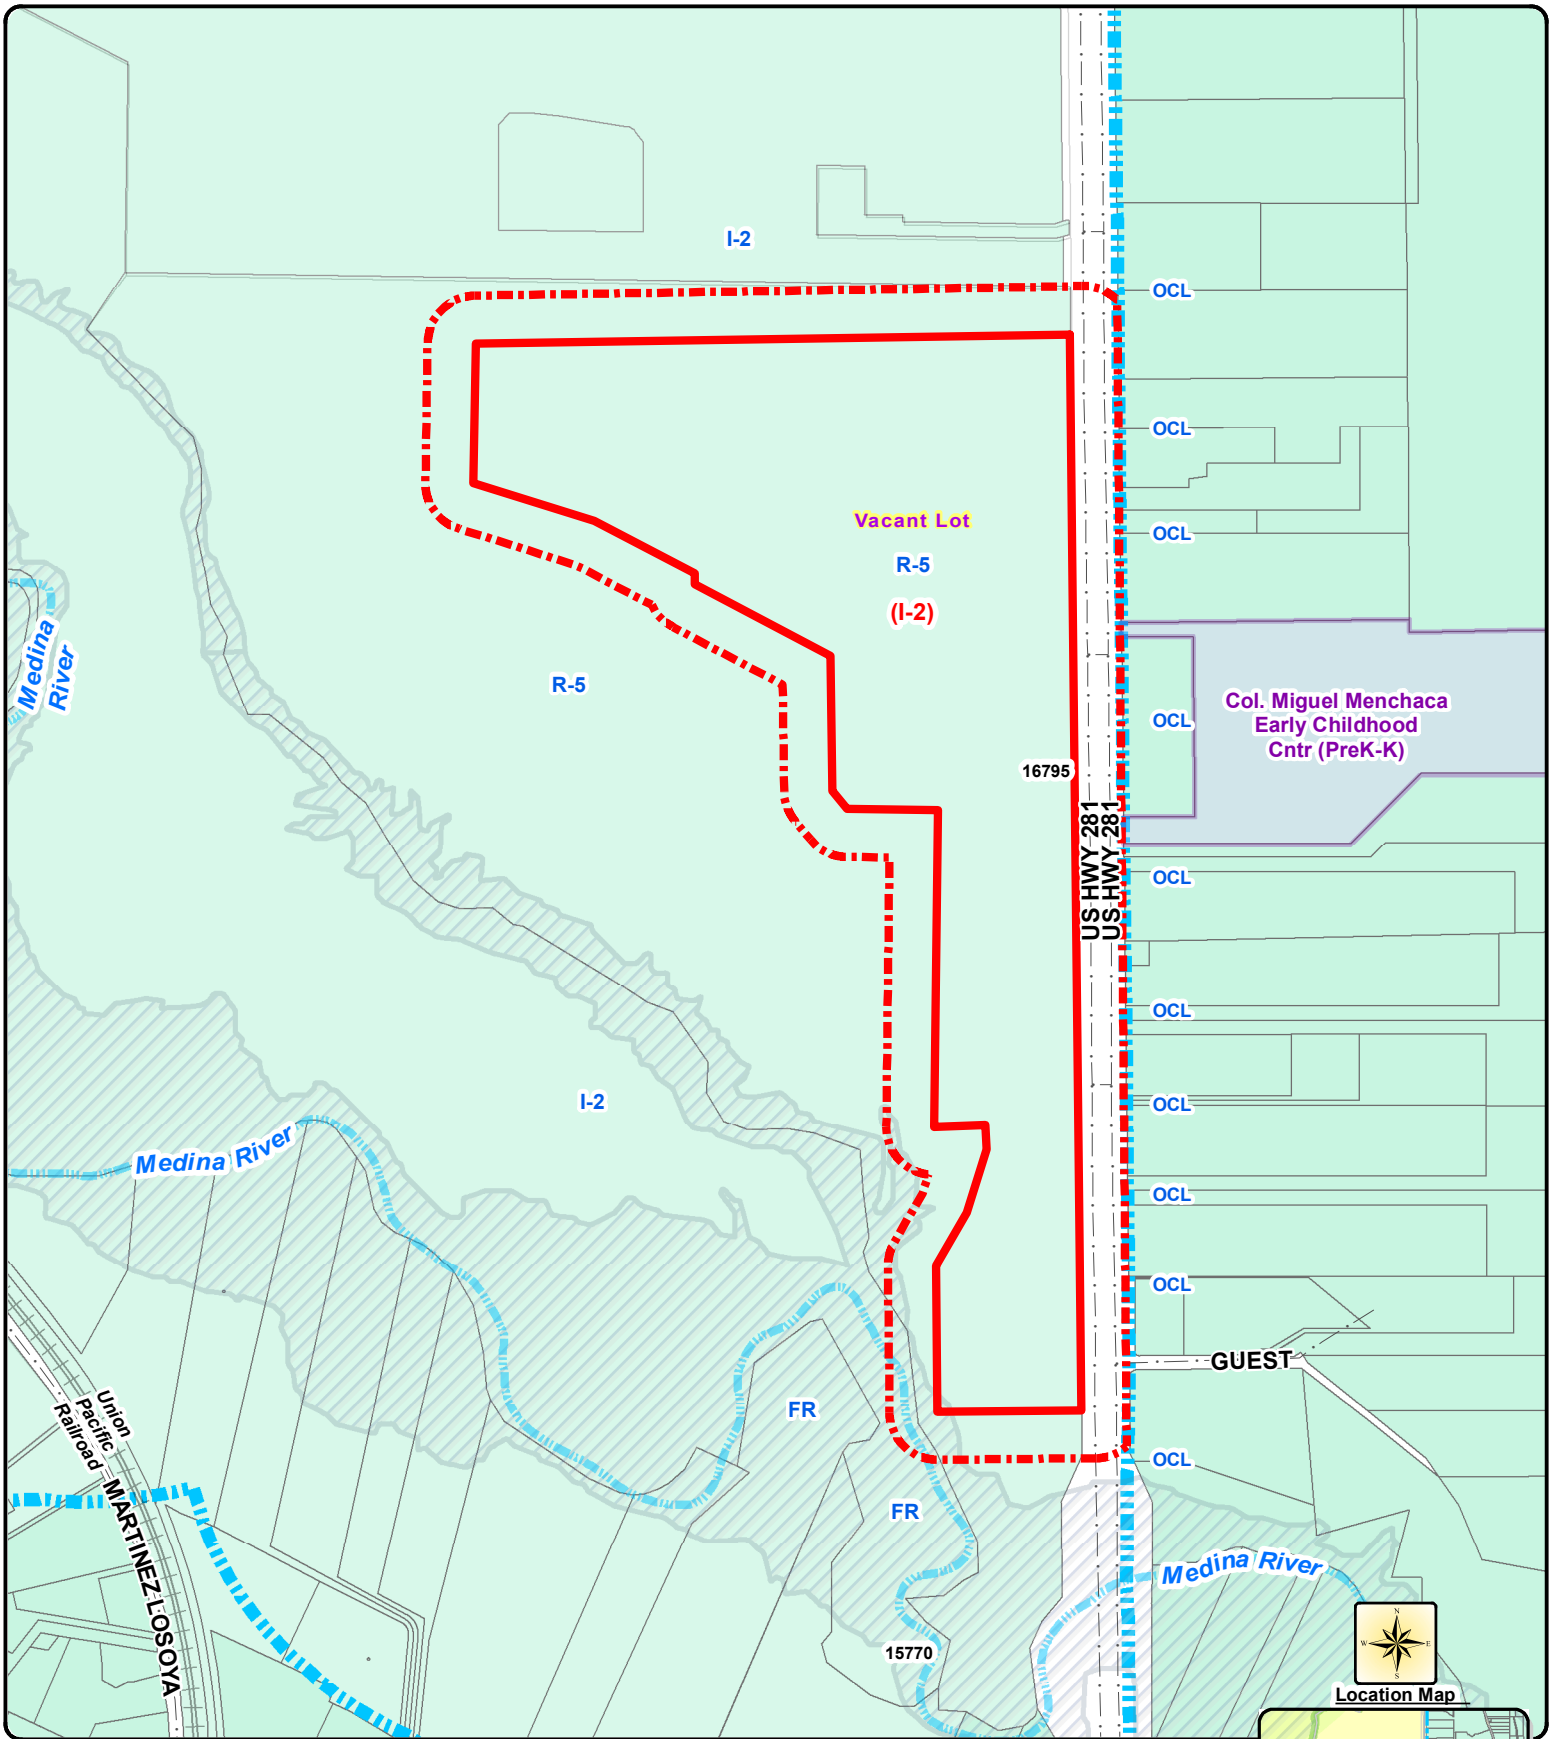 I-2
OCL
OCL
Vacant Lot
R-5
OCL
(I-2)
Medina
River
R-5
Col. Miguel Menchaca
Early Childhood
Cntr (PreK-K)
OCL
16795
US HWY 281
US HWY 281
OCL
OCL
I-2
OCL
Medina River
OCL
OCL
GUEST
FR
Union
Pacific
Railroad
OCL
MARTINEZ LOSOYA
FR
Medina River
15770
N
W
E
S
Location Map